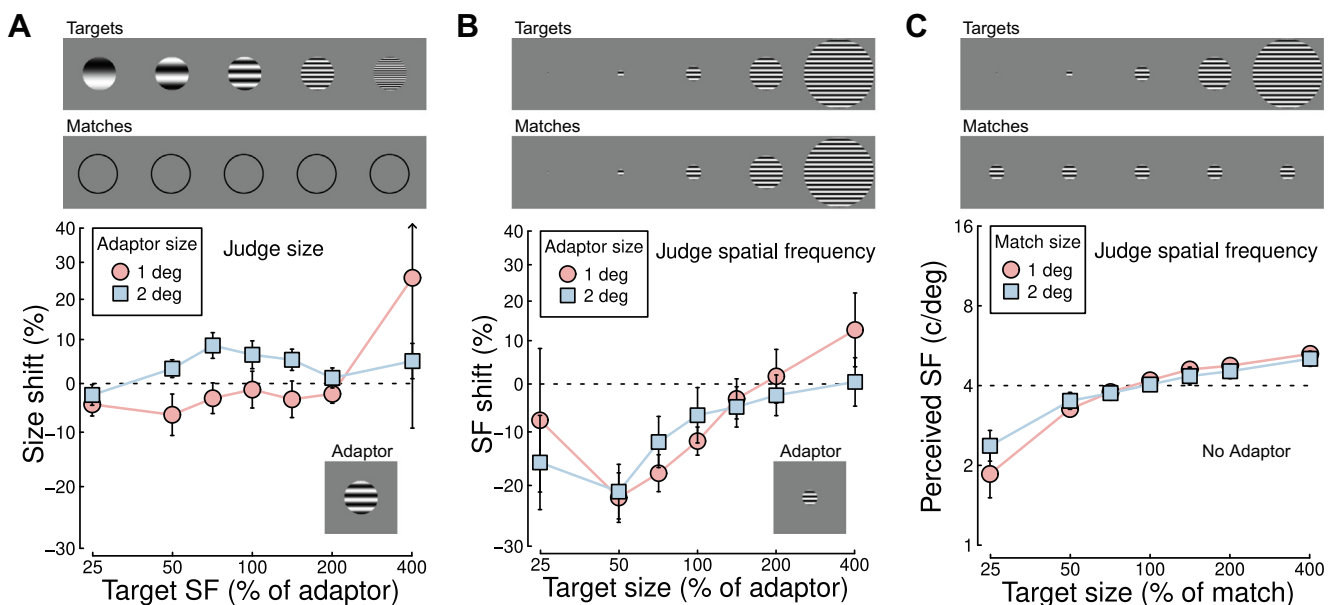 A
Targets
Matches
40
30
20
10
0
-10
-20
-30
Size shift (%)
Adaptor size
1 deg
2 deg
Judge size
Adaptor
25
50
100
200
400
Target SF (% of adaptor)
B
Targets
Matches
40
30
20
10
0
-10
-20
-30
SF shift (%)
Adaptor size
1 deg
2 deg
Judge spatial frequency
Adaptor
25
50
100
200
400
Target size (% of adaptor)
C
Targets
Matches
16
8
4
2
1
Perceived SF (c/deg)
Match size
1 deg
2 deg
Judge spatial frequency
No Adaptor
25
50
100
200
400
Target size (% of match)